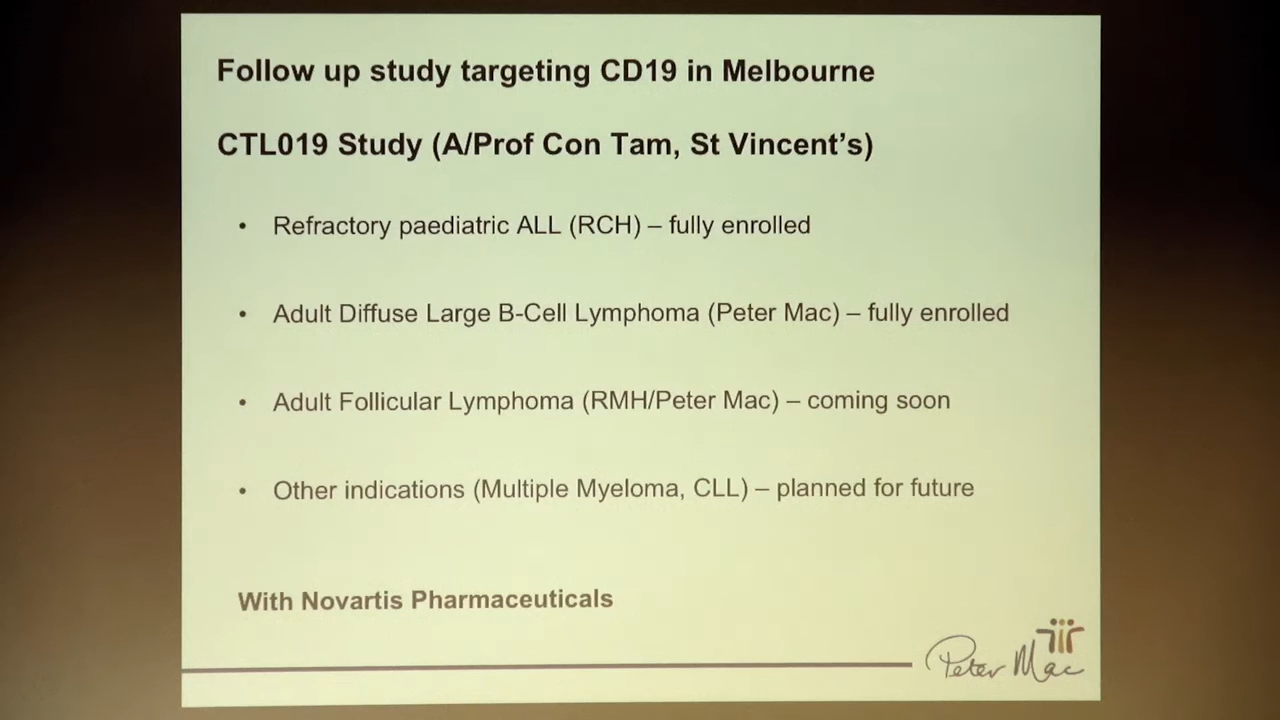 Follow up study targeting CD19 in Melbourne
CTL019 Study (A/Prof Con Tam, St Vincent's)
• Refractory paediatric ALL (RCH) – fully enrolled
• Adult Diffuse Large B-Cell Lymphoma (Peter Mac) – fully enrolled
• Adult Follicular Lymphoma (RMH/Peter Mac) – coming soon
• Other indications (Multiple Myeloma, CLL) – planned for future
With Novartis Pharmaceuticals
Peter Mac